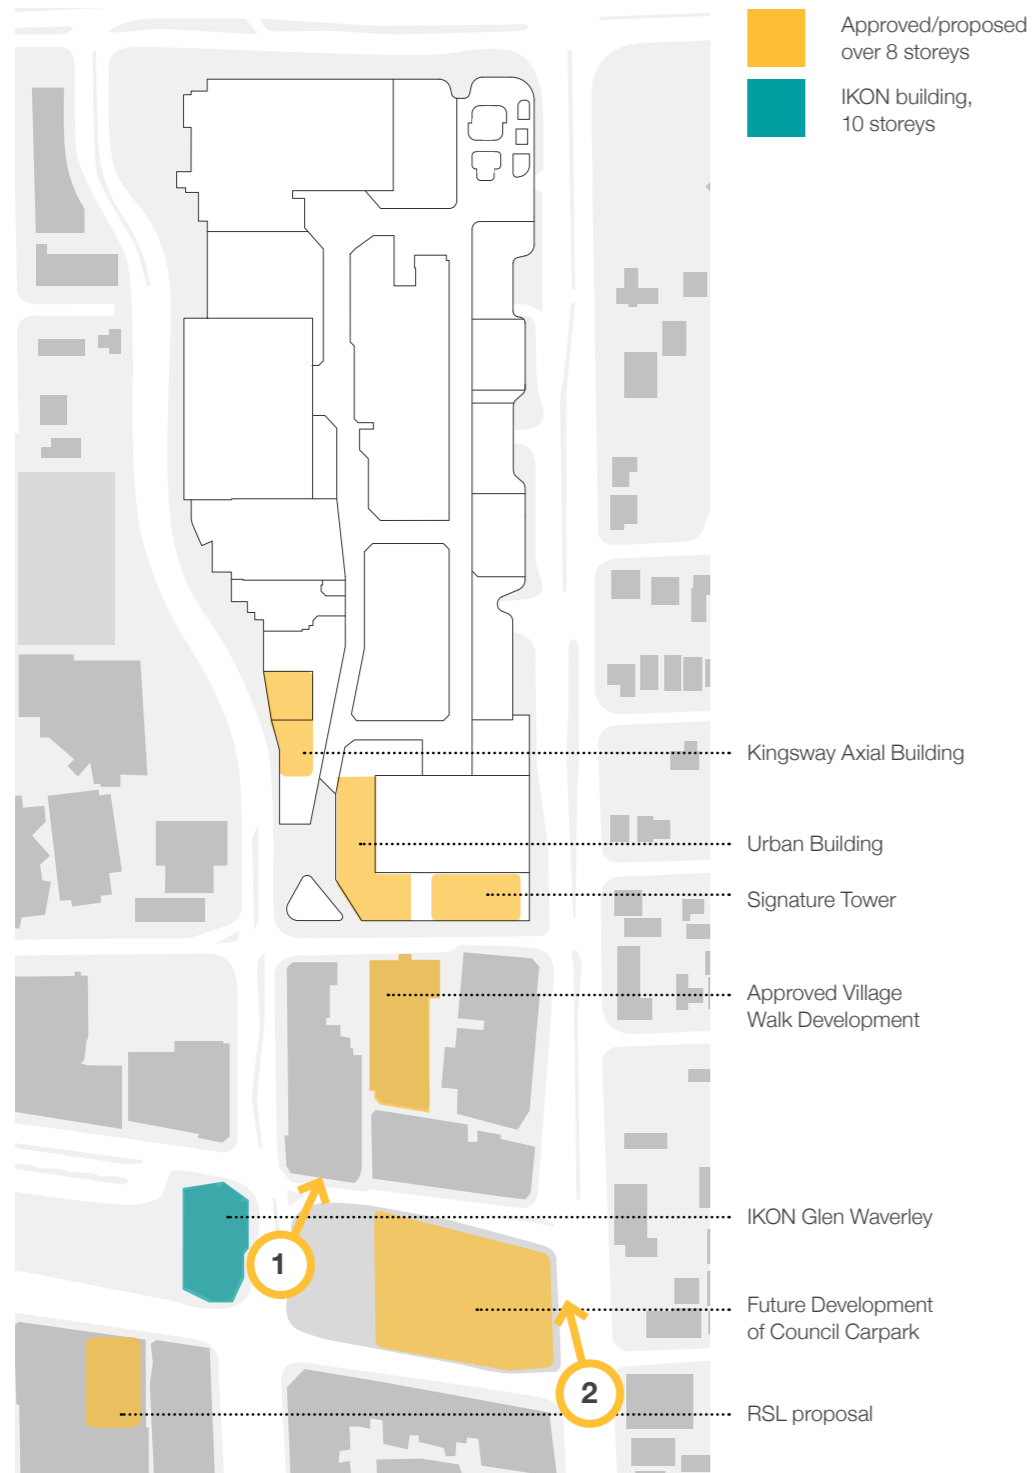 Approved/proposed
over 8 storeys
IKON building,
10 storeys
Kingsway Axial Building
Urban Building
Signature Tower
Approved Village
Walk Development
IKON Glen Waverley
1
Future Development
of Council Carpark
2
RSL proposal